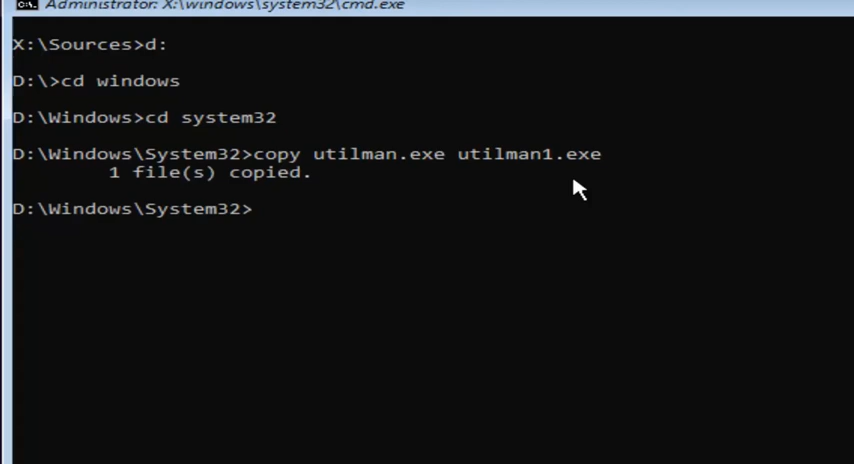 Administrator: X:\windows\system32\cmd.exe
X:\Sources>d:
D:\>cd windows
D:\Windows>cd system32
D:\Windows\System32>copy utilman.exe utilman1.exe
1 file(s) copied.
D:\Windows\System32>